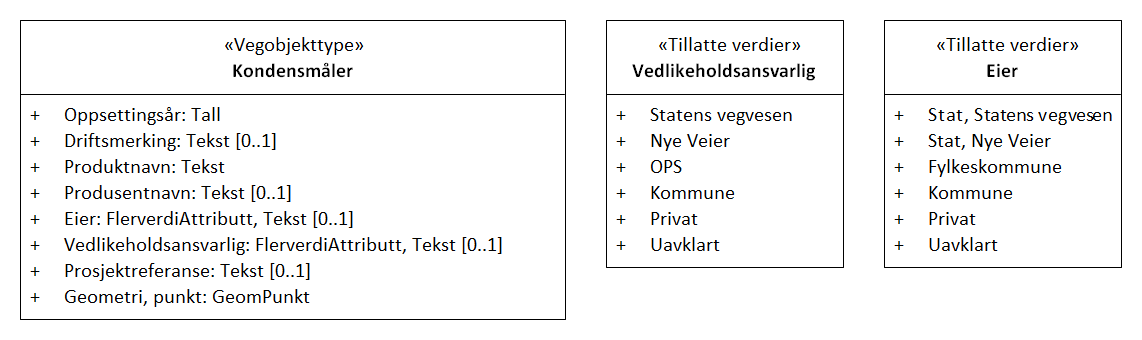 «Vegobjekttype»
Kondensmåler
+ Oppsettingsår: Tall
+ Driftsmerking: Tekst [0..1]
+ Produktnavn: Tekst
+ Produsentnavn: Tekst [0..1]
+ Eier: FlerverdiAttributt, Tekst [0..1]
+ Vedlikeholdsansvarlig: FlerverdiAttributt, Tekst [0..1]
+ Prosjektreferanse: Tekst [0..1]
+ Geometri, punkt: GeomPunkt
«Tillatte verdier»
Vedlikeholdsansvarlig
+ Statens vegvesen
+ Nye Veier
+ OPS
+ Kommune
+ Privat
+ Uavklart
«Tillatte verdier»
Eier
+ Stat, Statens vegvesen
+ Stat, Nye Veier
+ Fylkeskommune
+ Kommune
+ Privat
+ Uavklart